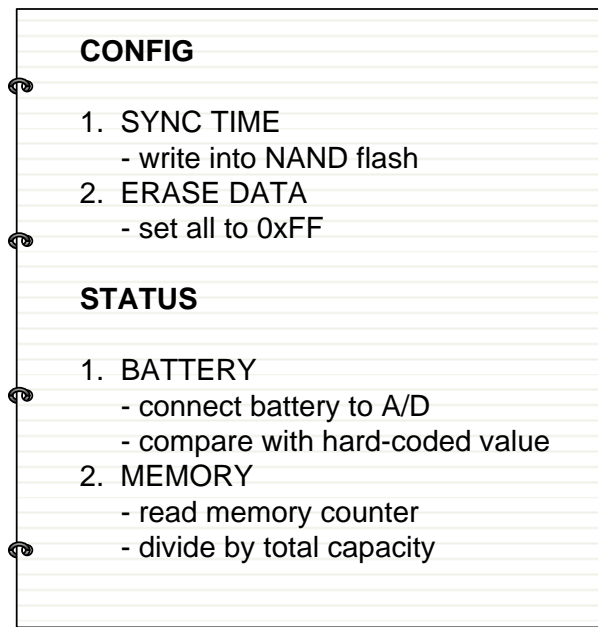 CONFIG
1. SYNC TIME
- write into NAND flash
2. ERASE DATA
- set all to 0xFF
STATUS
1. BATTERY
- connect battery to A/D
- compare with hard-coded value
2. MEMORY
- read memory counter
- divide by total capacity